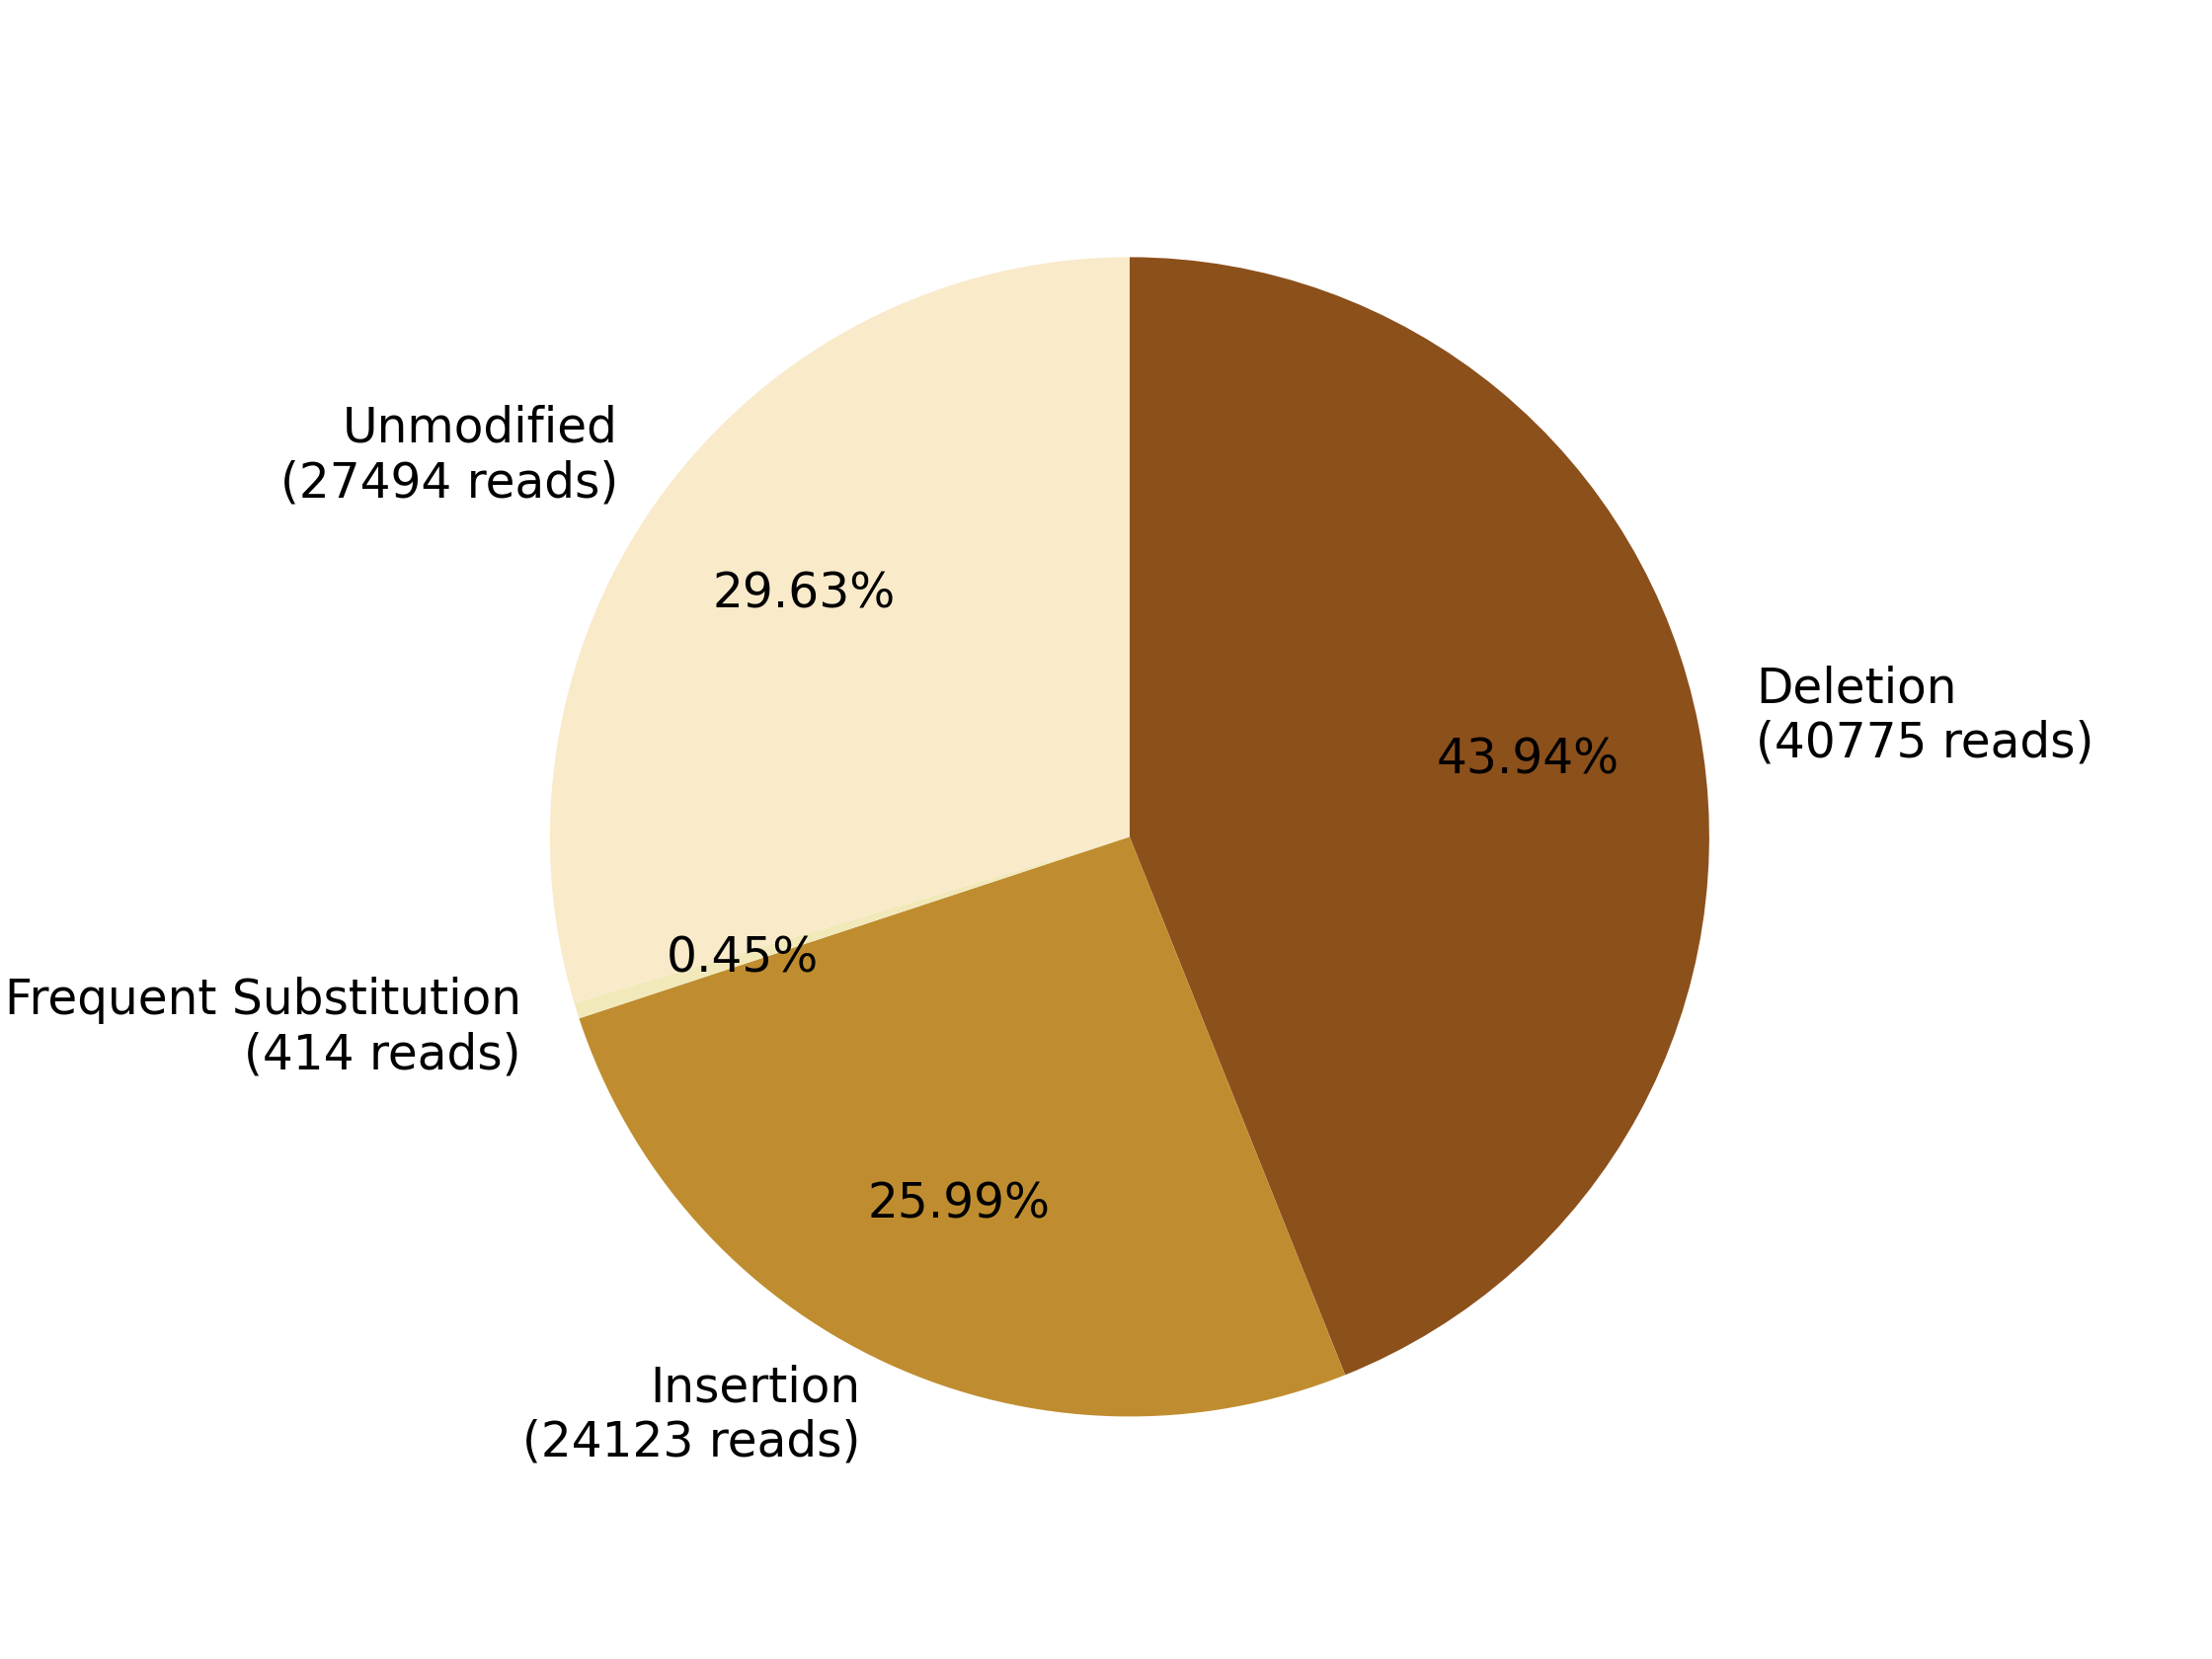 Unmodified
(27494 reads)
29.63%
Deletion
(40775 reads)
43.94%
0.45%
Frequent Substitution
(414 reads)
25.99%
Insertion
(24123 reads)